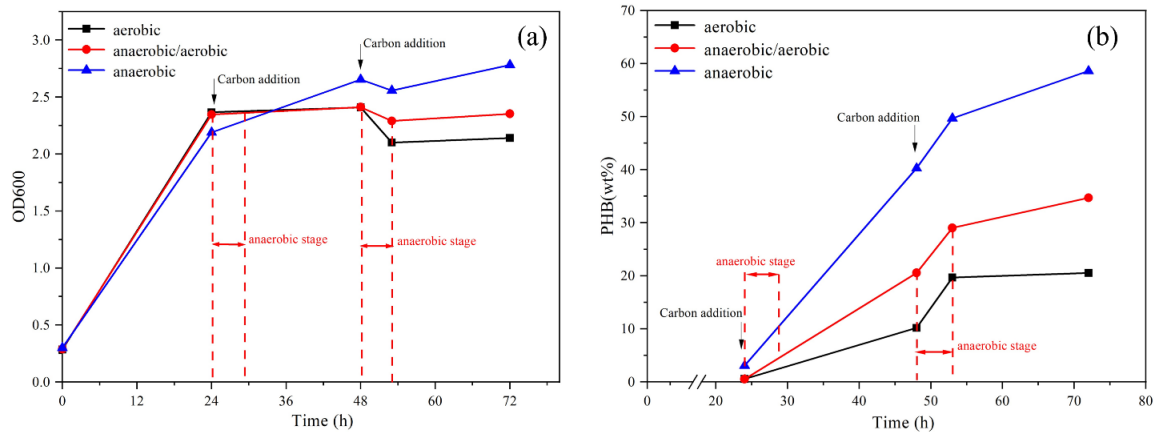 (a)
aerobic
anaerobic/aerobic
anaerobic
Carbon addition
Carbon addition
anaerobic stage
anaerobic stage
OD600
3.0
2.5
2.0
1.5
1.0
0.5
0.0
0 12 24 36 48 60 72
Time (h)
(b)
aerobic
anaerobic/aerobic
anaerobic
Carbon addition
anaerobic stage
Carbon addition
anaerobic stage
PHB(wt%)
70
60
50
40
30
20
10
0
0 20 30 40 50 60 70 80
Time (h)